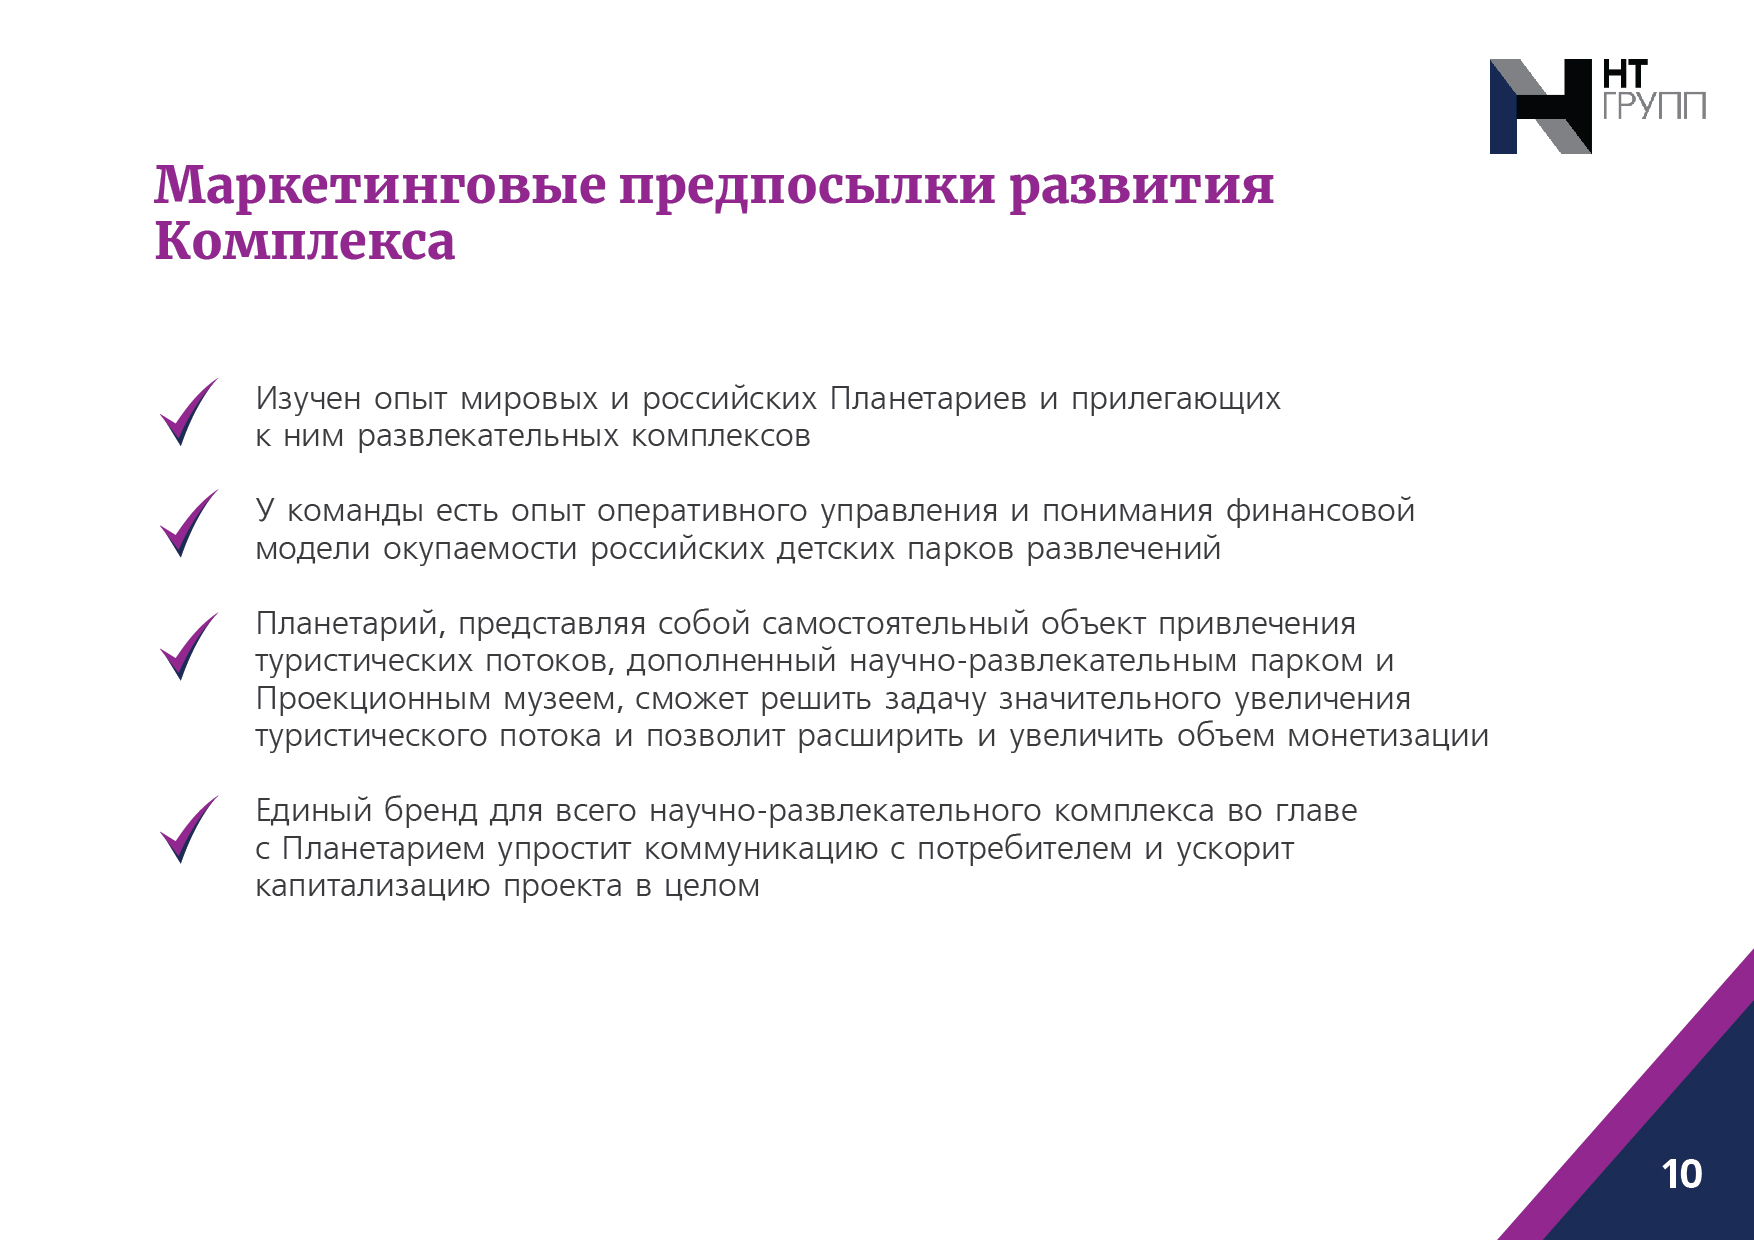 НТ
ГРУПП
Маркетинговые предпосылки развития
Комплекса
Изучен опыт мировых и российских Планетариев и прилегающих
к ним развлекательных комплексов
У команды есть опыт оперативного управления и понимания финансовой
модели окупаемости российских детских парков развлечений
Планетарий, представляя собой самостоятельный объект привлечения
туристических потоков, дополненный научно-развлекательным парком и
Проекционным музеем, сможет решить задачу значительного увеличения
туристического потока и позволит расширить и увеличить объем монетизации
Единый бренд для всего научно-развлекательного комплекса во главе
с Планетарием упростит коммуникацию с потребителем и ускорит
капитализацию проекта в целом
10